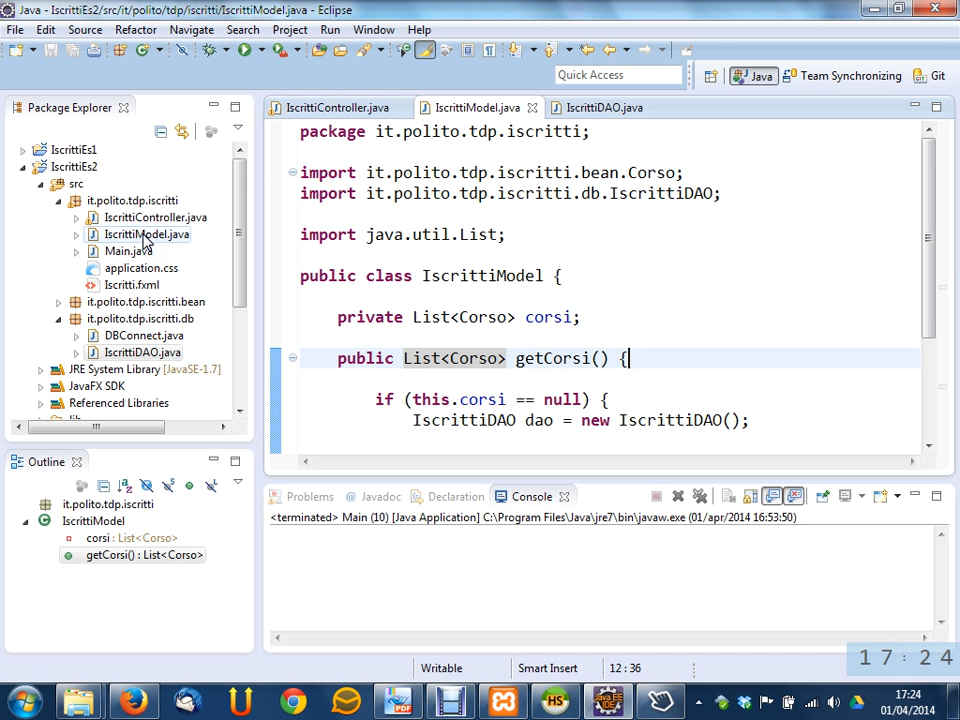 Java - IscrittiEs2/src/it/polito/tdp/iscritti/IscrittiModel.java - Eclipse
File Edit Source Refactor Navigate Search Project Run Window Help
Quick Access
Java
Team Synchronizing
Git
Package Explorer
IscrittiEs1
IscrittiEs2
src
it.polito.tdp.iscritti
IscrittiController.java
IscrittiModel.java
Main.java
application.css
Iscritti.fxml
it.polito.tdp.iscritti.bean
it.polito.tdp.iscritti.db
DBConnect.java
IscrittiDAO.java
JRE System Library [JavaSE-1.7]
JavaFX SDK
Referenced Libraries
IscrittiController.java IscrittiModel.java IscrittiDAO.java
package it.polito.tdp.iscritti;
import it.polito.tdp.iscritti.bean.Corso;
import it.polito.tdp.iscritti.db.IscrittiDAO;
import java.util.List;
public class IscrittiModel {
private List<Corso> corsi;
public List<Corso> getCorsi() {
if (this.corsi == null) {
IscrittiDAO dao = new IscrittiDAO();
Outline
it.polito.tdp.iscritti
IscrittiModel
corsi : List<Corso>
getCorsi() : List<Corso>
Problems @ Javadoc Declaration Console
<terminated> Main (10) [Java Application] C:\Program Files\Java\jre7\bin\javaw.exe (01/apr/2014 16:53:50)
Writable Smart Insert 12 : 36
17:24
17:24
01/04/2014